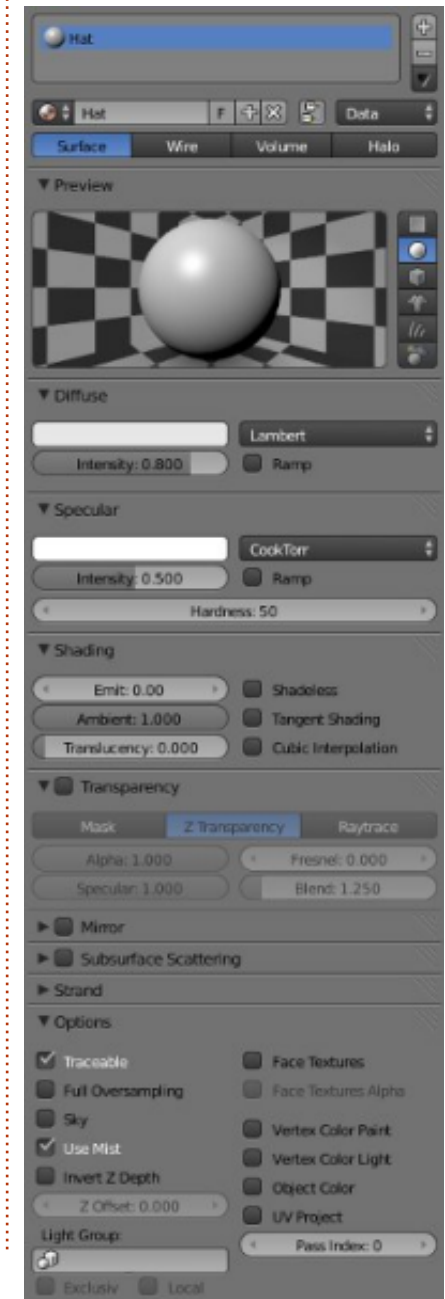 Hat
Hat F Data
Surface Wire Volume Halo
Preview
Diffuse
Lambert
Intensity: 0.800 Ramp
Specular
CookTorr
Intensity: 0.500 Ramp
Hardness: 50
Shading
Emit: 0.00 Shadeless
Ambient: 1.000 Tangent Shading
Translucency: 0.000 Cubic Interpolation
Transparency
Mask Z Transparency Raytrace
Alpha: 1.000 Fresnel: 0.000
Specular: 1.000 Blend: 1.250
Mirror
Subsurface Scattering
Strand
Options
Traceable Face Textures
Full Oversampling Face Textures Alpha
Sky Vertex Color Paint
Use Mist Vertex Color Light
Invert Z Depth Object Color
Z Offset: 0.000 UV Project
Light Group: Pass Index: 0
Exclusiv Local